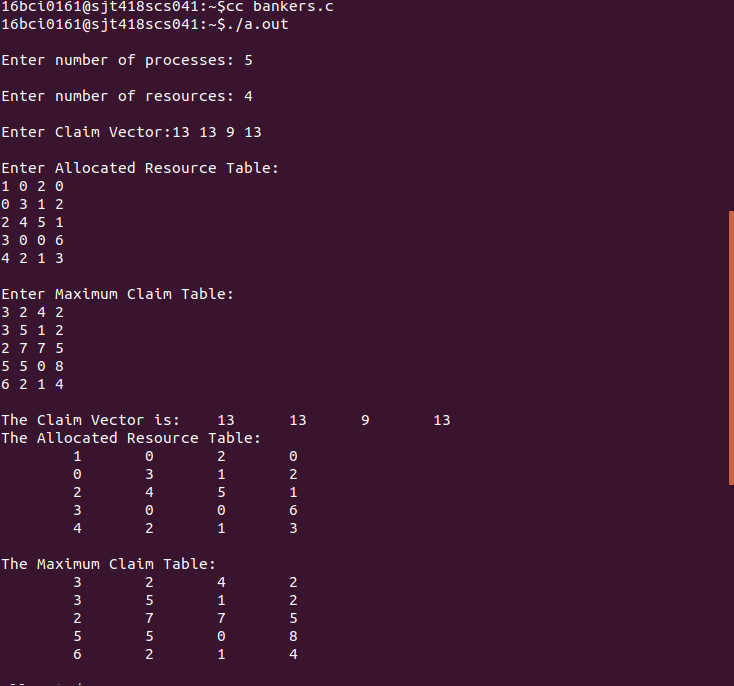 16bci0161@sjt418scs041:~$cc bankers.c
16bci0161@sjt418scs041:~$./a.out
Enter number of processes: 5
Enter number of resources: 4
Enter Claim Vector:13 13 9 13
Enter Allocated Resource Table:
1 0 2 0
0 3 1 2
2 4 5 1
3 0 0 6
4 2 1 3
Enter Maximum Claim Table:
3 2 4 2
3 5 1 2
2 7 7 5
5 5 0 8
6 2 1 4
The Claim Vector is: 13 13 9 13
The Allocated Resource Table:
1 0 2 0
0 3 1 2
2 4 5 1
3 0 0 6
4 2 1 3
The Maximum Claim Table:
3 2 4 2
3 5 1 2
2 7 7 5
5 5 0 8
6 2 1 4